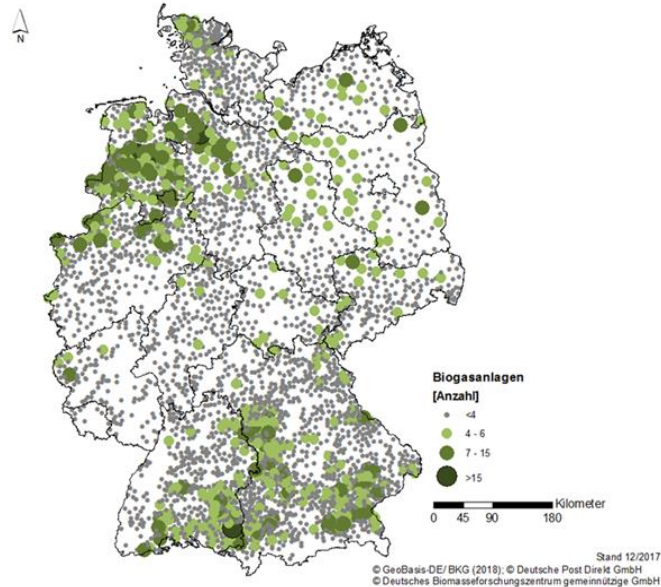 N
Biogasanlagen
[Anzahl]
<4
4 - 6
7 - 15
>15
Kilometer
0 45 90 180
Stand 12/2017
© GeoBasis-DE/ BKG (2018); © Deutsche Post Direkt GmbH
© Deutsches Biomasseforschungszentrum gemeinnützige GmbH